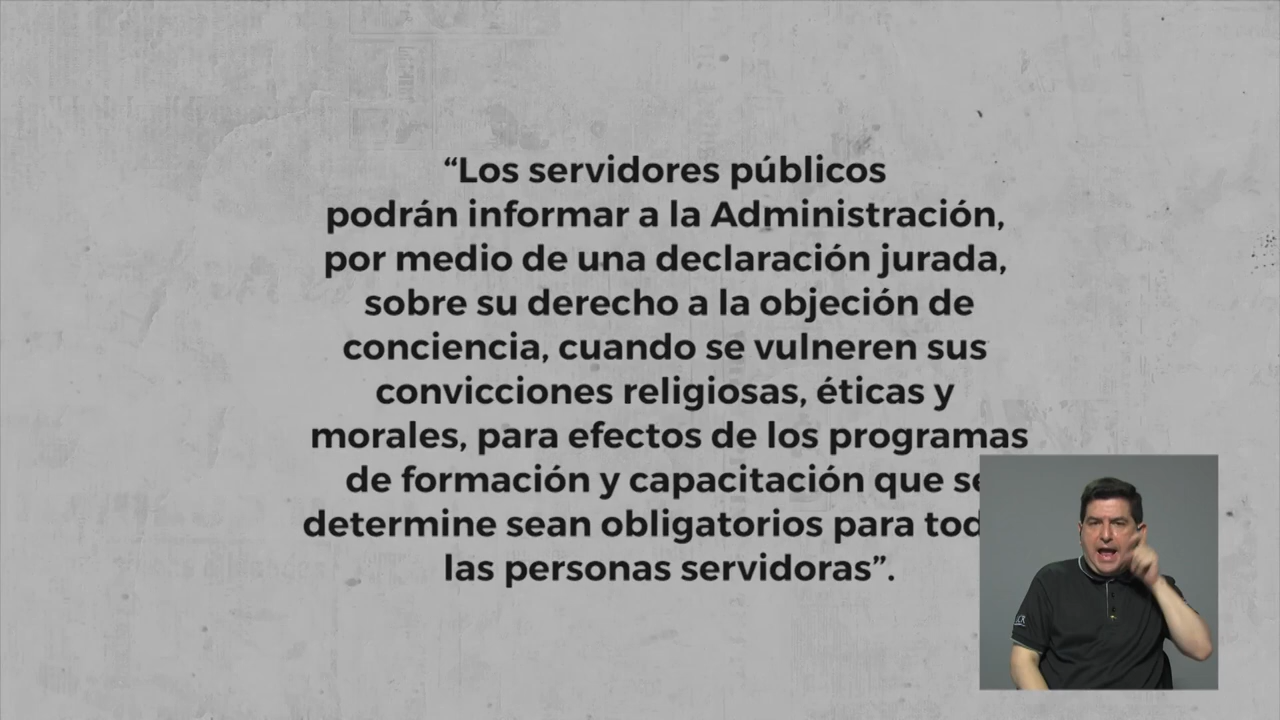 “Los servidores públicos
podrán informar a la Administración,
por medio de una declaración jurada,
sobre su derecho a la objeción de
conciencia, cuando se vulneren sus
convicciones religiosas, éticas y
morales, para efectos de los programas
de formación y capacitación que se
determine sean obligatorios para
las personas servidoras”.